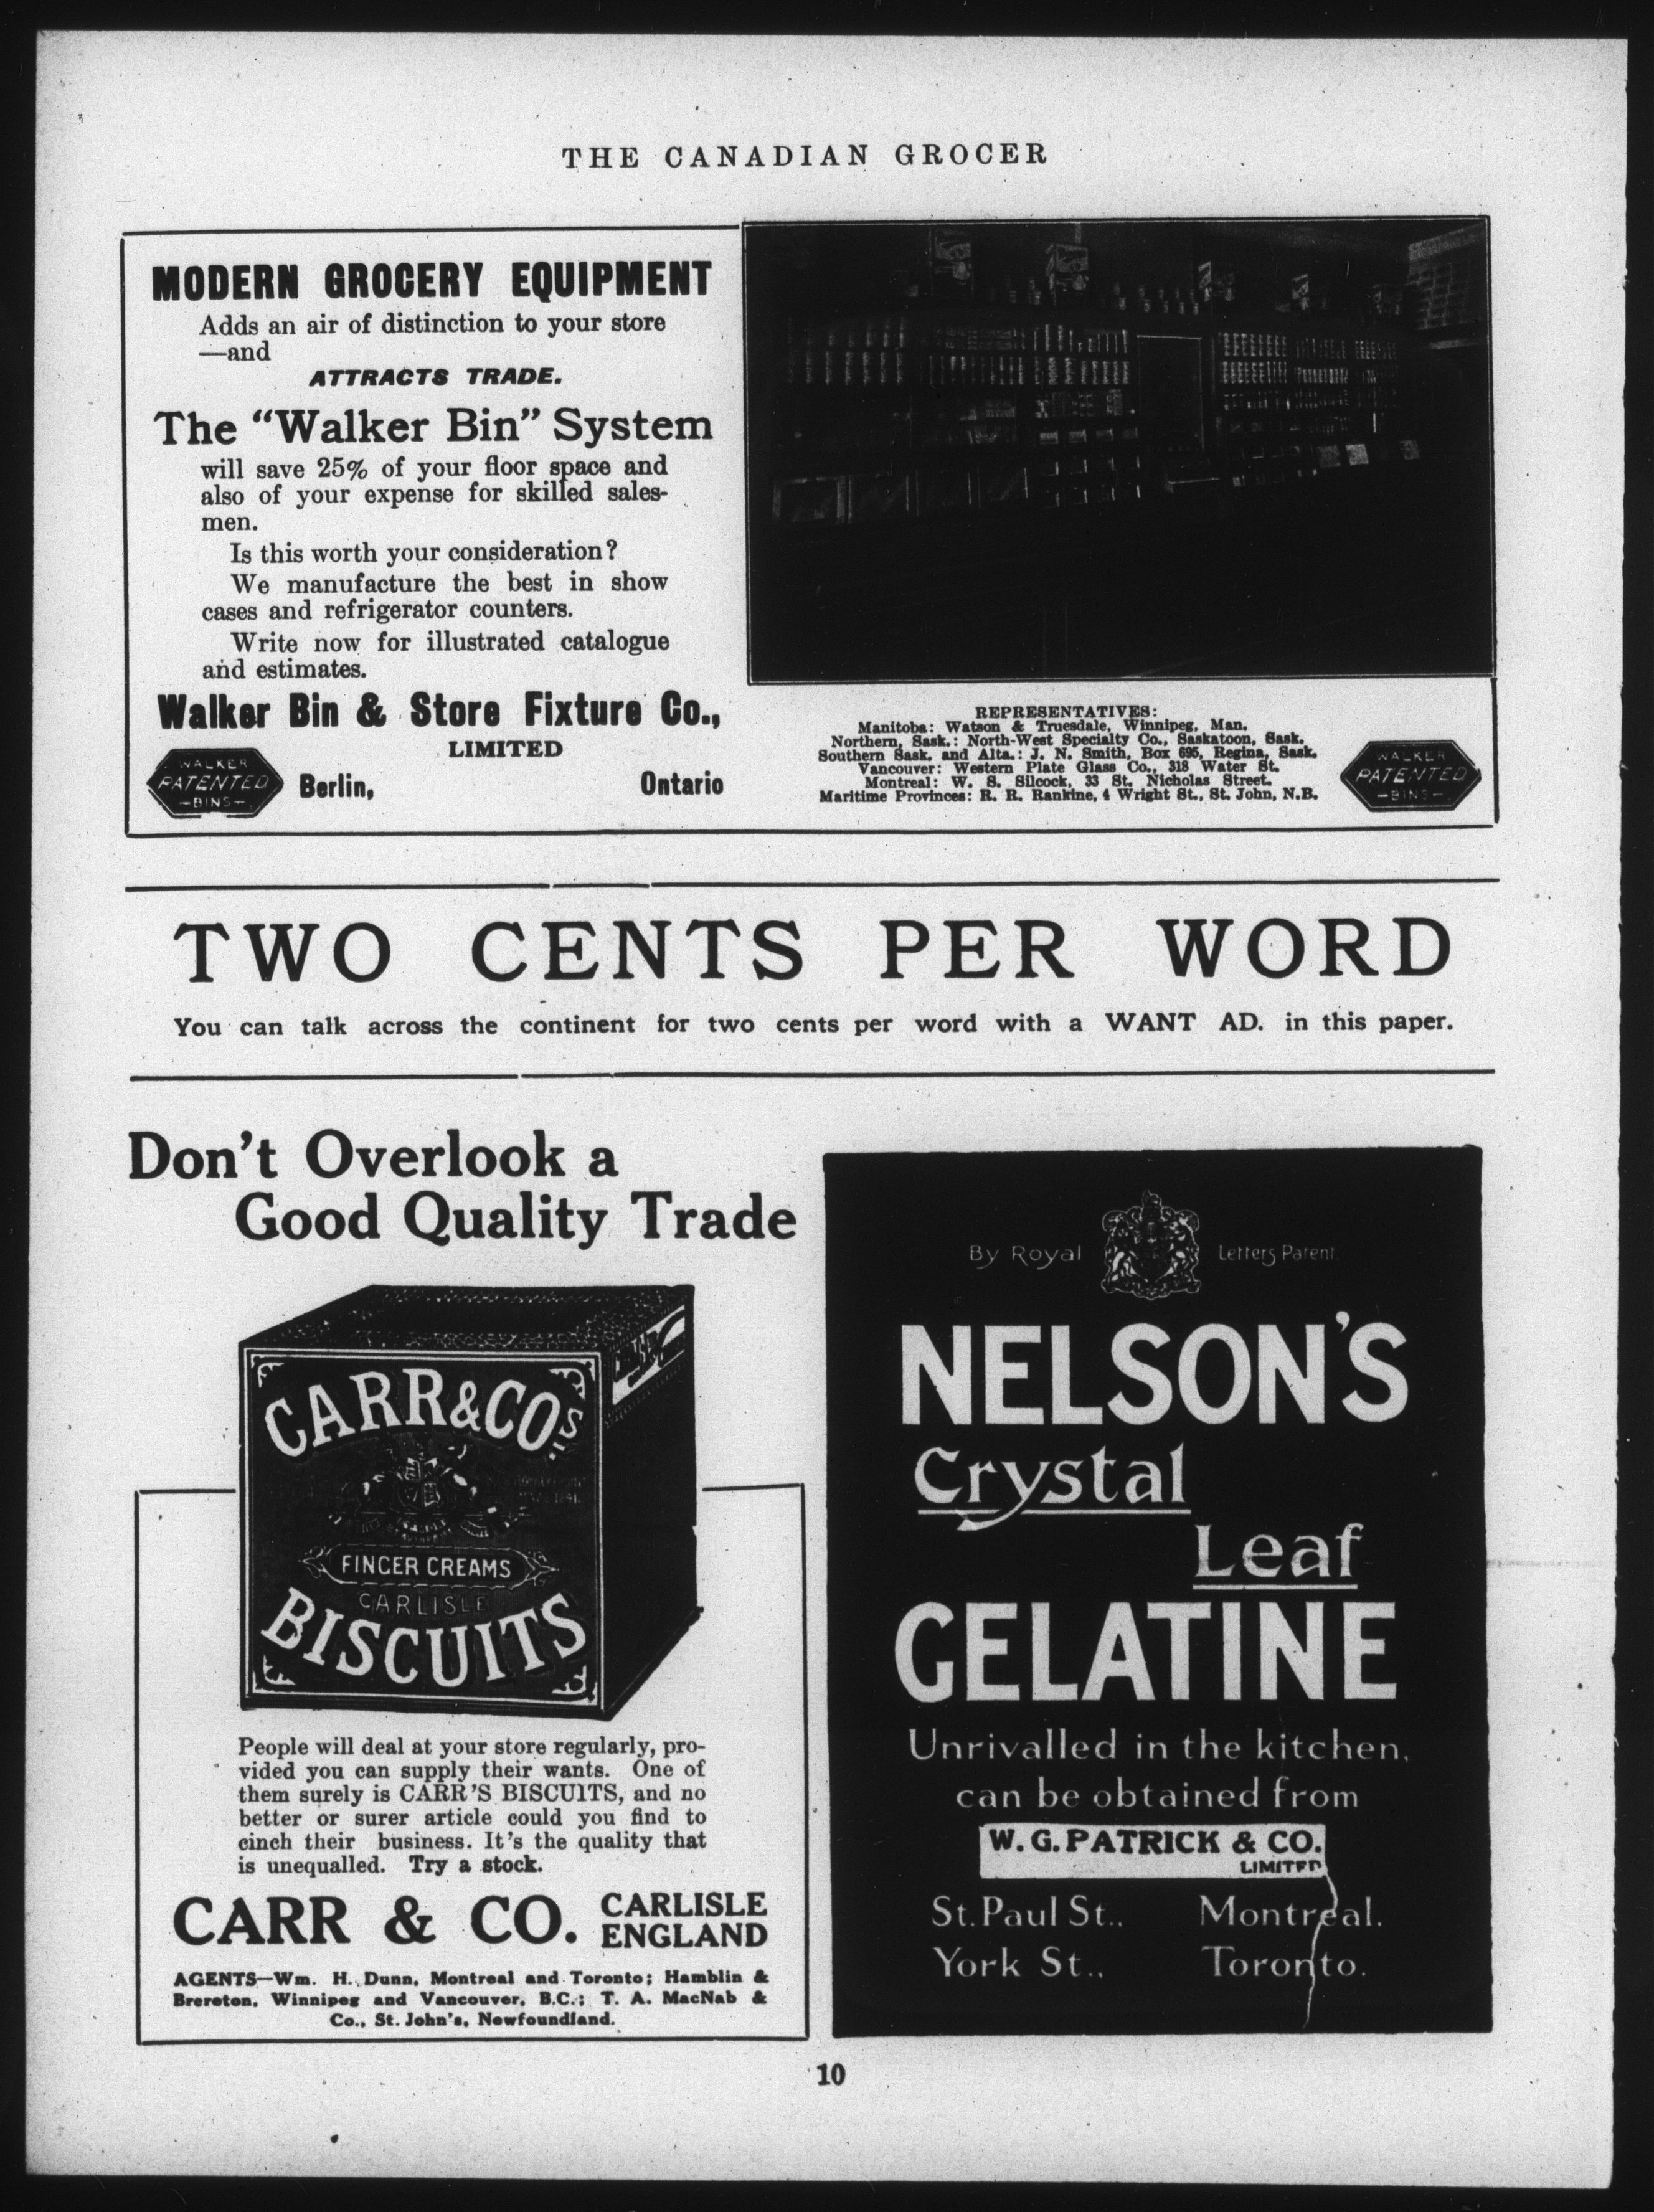 THE CANADIAN GROCER
MODERN GROCERY EQUIPMENT
Adds an air of distinction to your store
—and
ATTRACTS TRADE.
The "Walker Bin" System
will save 25% of your floor space and
also of your expense for skilled sales-
men.
Is this worth your consideration?
We manufacture the best in show
cases and refrigerator counters.
Write now for illustrated catalogue
and estimates.
Walker Bin & Store Fixture Co.,
LIMITED
Berlin, Ontario
WALKER
PATENTED
—BINS—
REPRESENTATIVES:
Manitoba: Watson & Truesdale, Winnipeg, Man.
Northern, Sask.: North-West Specialty Co., Saskatoon, Sask.
Southern Sask. and Alta.: J. N. Smith, Box 695, Regina, Sask.
Vancouver: Western Plate Glass Co., 318 Water St.
Montreal: W. S. Silcock, 33 St. Nicholas Street.
Maritime Provinces: R. R. Rankine, 4 Wright St., St. John, N.B.
WALKER
PATENTED
—BINS—
TWO CENTS PER WORD
You can talk across the continent for two cents per word with a WANT AD. in this paper.
Don't Overlook a
Good Quality Trade
CARR & CO'S
1841
FINGER CREAMS
CARLISLE
BISCUITS
People will deal at your store regularly, pro-
vided you can supply their wants. One of
them surely is CARR'S BISCUITS, and no
better or surer article could you find to
cinch their business. It's the quality that
is unequalled. Try a stock.
CARR & CO. CARLISLE
ENGLAND
AGENTS—Wm. H. Dunn, Montreal and Toronto; Hamblin &
Brereton, Winnipeg and Vancouver, B.C.; T. A. MacNab &
Co., St. John's, Newfoundland.
By Royal Letters Patent
NELSON'S
Crystal
Leaf
GELATINE
Unrivalled in the kitchen,
can be obtained from
W. G. PATRICK & CO.
LIMITED
St. Paul St., Montreal.
York St., Toronto.
10